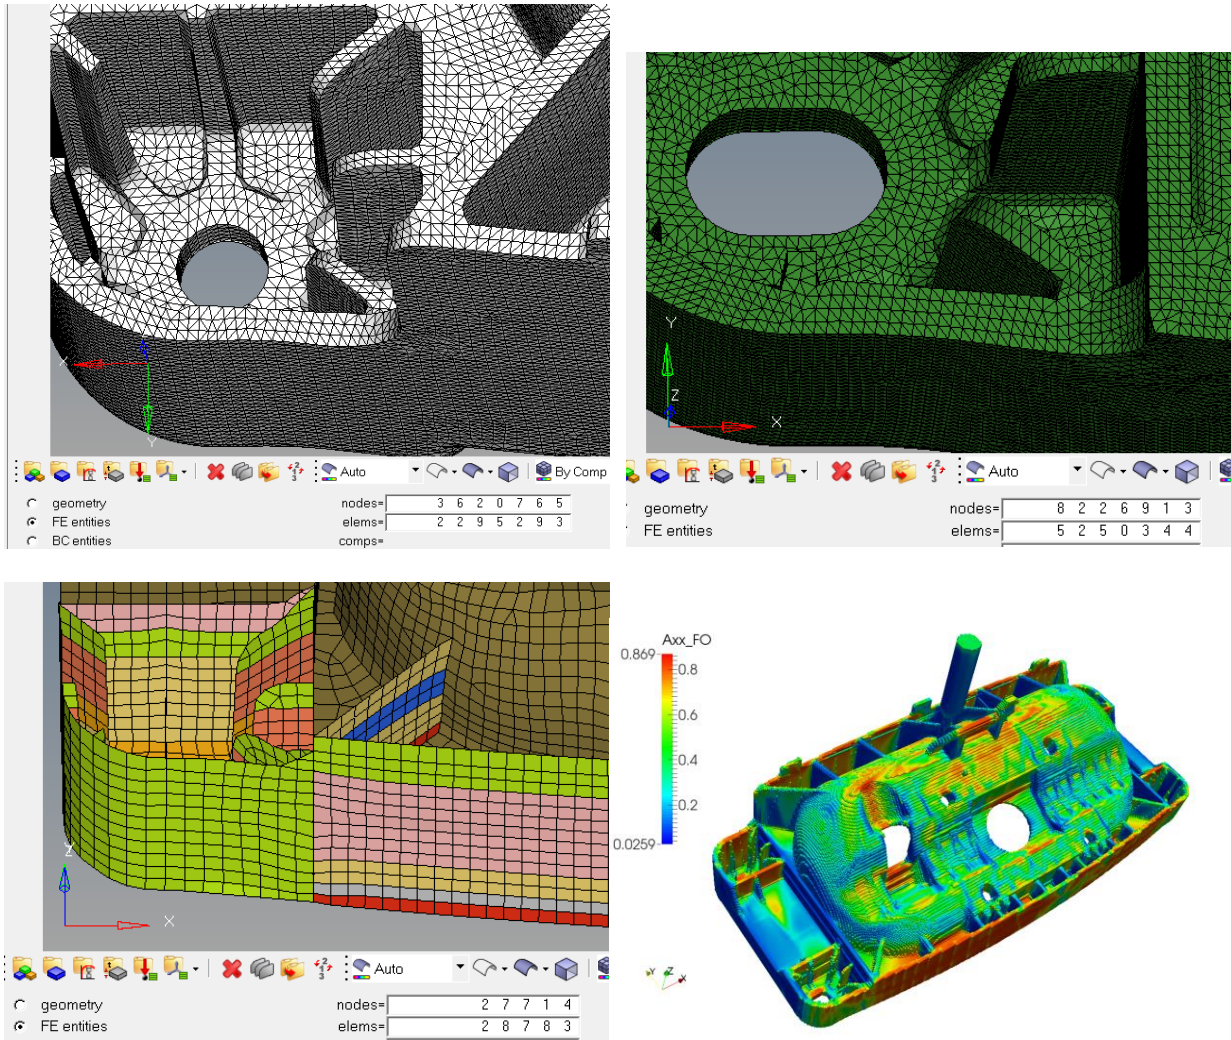 X
Y
Auto
By Comp
geometry
nodes= 3 6 2 0 7 6 5
FE entities
elems= 2 2 9 5 2 9 3
BC entities
comps=
Y
Z
X
Auto
geometry
nodes= 8 2 2 6 9 1 3
FE entities
elems= 5 2 5 0 3 4 4
Z
X
Auto
geometry
nodes= 2 7 7 1 4
FE entities
elems= 2 8 7 8 3
Axx_FO
0.869
0.8
0.6
0.4
0.2
0.0259
Y
Z
X